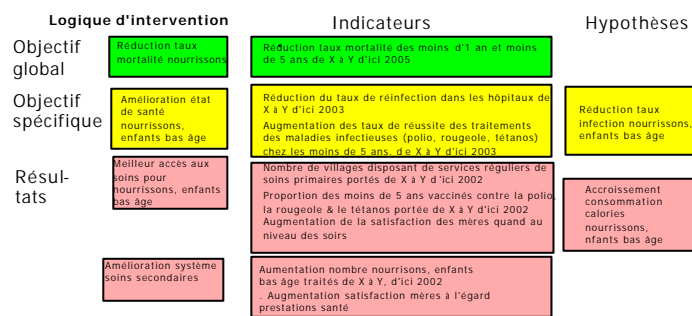 Logique d'intervention
Indicateurs
Hypothèses
Objectif
global
Réduction taux
mortalité nourrissons
Réduction taux mortalité des moins d'1 an et moins
de 5 ans de X à Y d'ici 2005
Objectif
spécifique
Amélioration état
de santé
nourrissons,
enfants bas âge
Réduction du taux de réinfection dans les hôpitaux de
X à Y d'ici 2003
Augmentation des taux de réussite des traitements
des maladies infectieuses (polio, rougeole, tétanos)
chez les moins de 5 ans, de X à Y d'ici 2003
Réduction taux
infection nourrissons,
enfants bas âge
Résul-
tats
Meilleur accès aux
soins pour
nourrissons, enfants
bas âge
Nombre de villages disposant de services réguliers de
soins primaires portés de X à Y d'ici 2002
Proportion des moins de 5 ans vaccinés contre la polio,
la rougeole & le tétanos portée de X à Y d'ici 2002
Augmentation de la satisfaction des mères quand au
niveau des soirs
Accroissement
consommation
calories
nourrissons,
nfants bas âge
Amélioration système
soins secondaires
Aumentation nombre nourrisons, enfants
bas âge traités de X à Y, d'ici 2002
. Augmentation satisfaction mères à l'égard
prestations santé